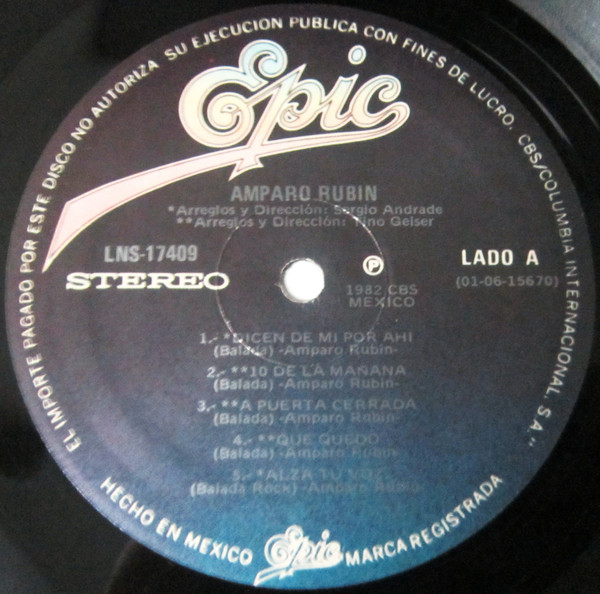 EL IMPORTE PAGADO POR ESTE DISCO NO AUTORIZA SU EJECUCION PUBLICA CON FINES DE LUCRO. CBS/COLUMBIA INTERNACIONAL, S.A."
Epic
AMPARO RUBIN
*Arreglos y Dirección: Sergio Andrade
**Arreglos y Dirección: Tino Geiser
LNS-17409
STEREO
LADO A
(01-06-15670)
P
1982 CBS
MEXICO
1.- *DICEN DE MI POR AHI
(Balada) -Amparo Rubin-
2.- **10 DE LA MAÑANA
(Balada) -Amparo Rubin-
3.- **A PUERTA CERRADA
(Balada) -Amparo Rubin-
4.- **QUE QUEDO
(Balada) -Amparo Rubin-
5.- *ALZA TU VOZ
(Balada Rock) -Amparo Rubin
HECHO EN MEXICO
Epic
MARCA REGISTRADA